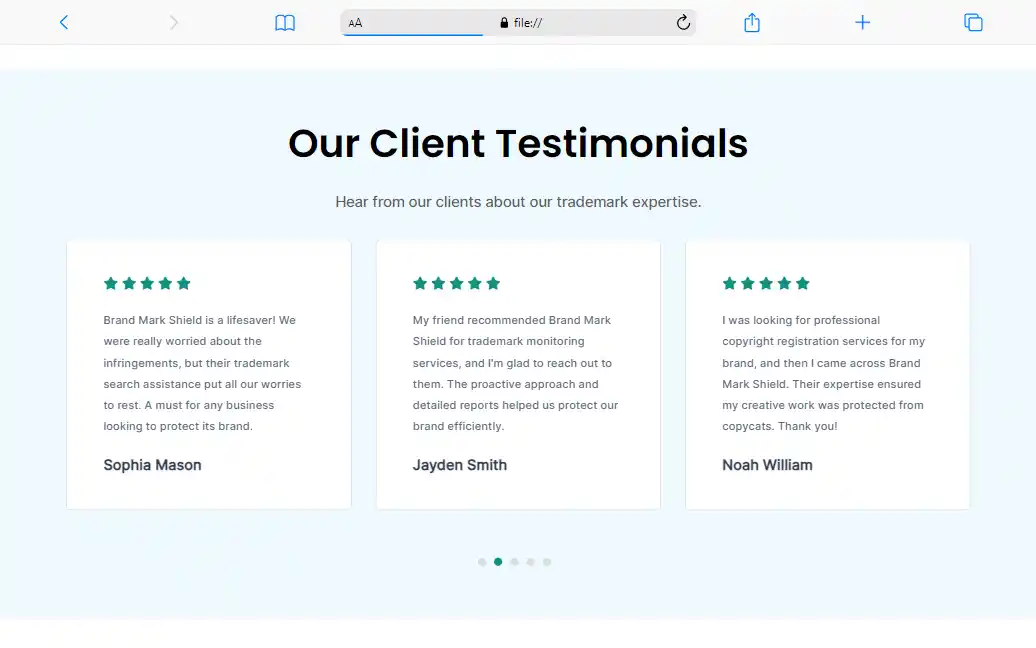 AA
file://
Our Client Testimonials
Hear from our clients about our trademark expertise.
Brand Mark Shield is a lifesaver! We
were really worried about the
infringements, but their trademark
search assistance put all our worries
to rest. A must for any business
looking to protect its brand.
Sophia Mason
My friend recommended Brand Mark
Shield for trademark monitoring
services, and I'm glad to reach out to
them. The proactive approach and
detailed reports helped us protect our
brand efficiently.
Jayden Smith
I was looking for professional
copyright registration services for my
brand, and then I came across Brand
Mark Shield. Their expertise ensured
my creative work was protected from
copycats. Thank you!
Noah William